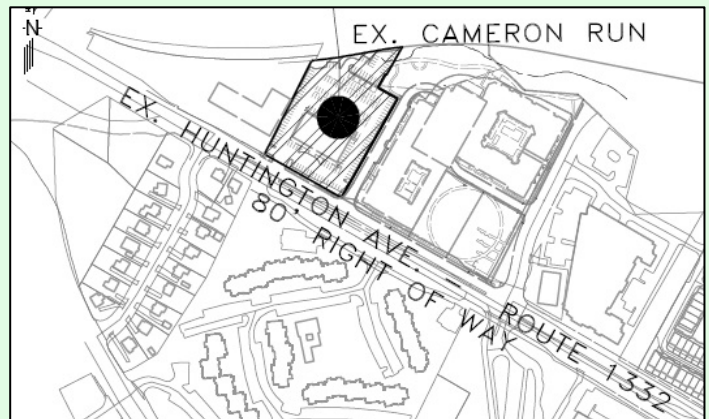 N
EX. CAMERON RUN
EX. HUNTINGTON AVE. - ROUTE 1332
80' RIGHT OF WAY